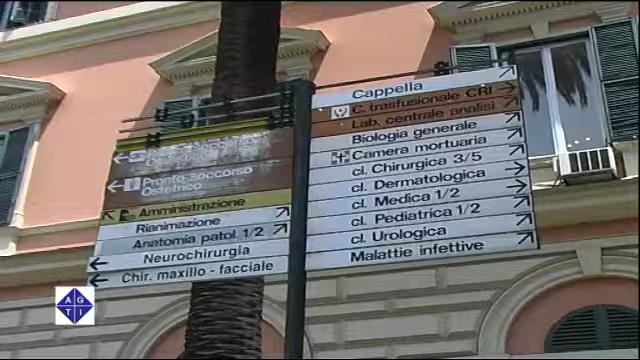 Pronto soccorso
Ostetrico
Amministrazione
Rianimazione
Anatomia patol. 1/2
Neurochirurgia
Chir. maxillo - facciale
Cappella
C. trasfusionale CRI
Lab. centrale analisi
Biologia generale
Camera mortuaria
cl. Chirurgica 3/5
cl. Dermatologica
cl. Medica 1/2
cl. Pediatrica 1/2
cl. Urologica
Malattie infettive
AG
TI